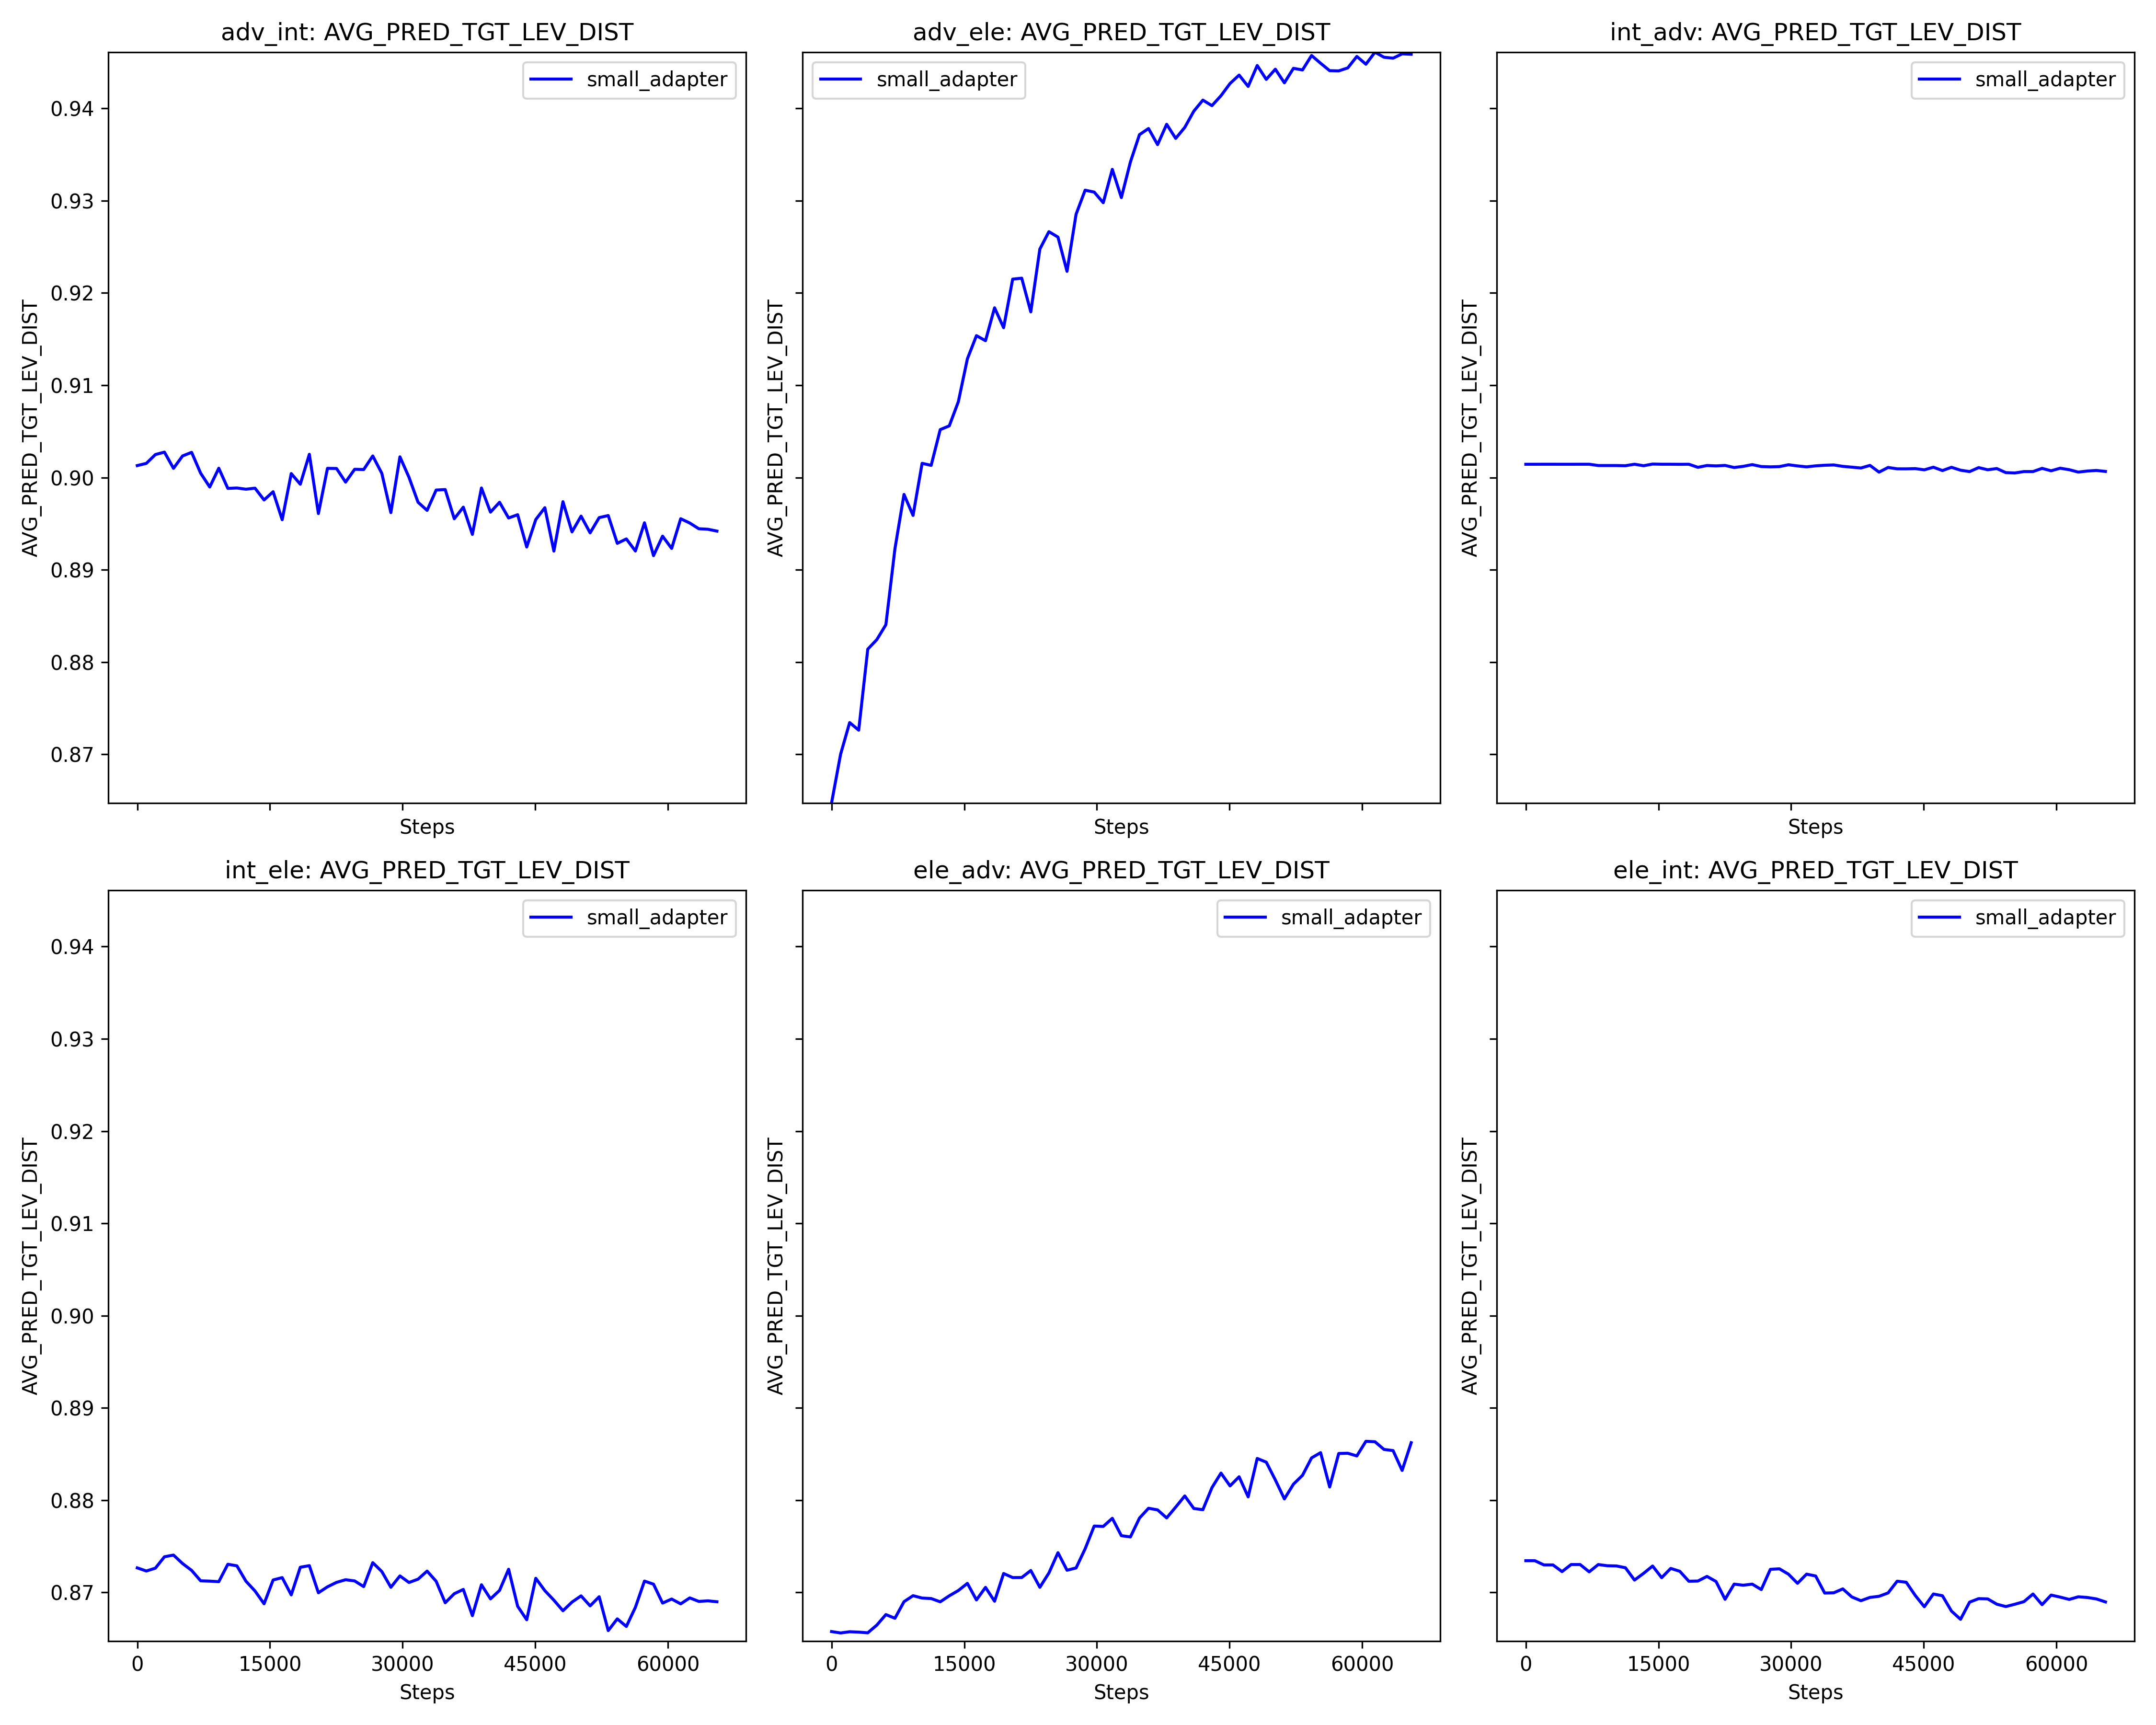 adv_int: AVG_PRED_TGT_LEV_DIST
small_adapter
0.94
0.93
0.92
0.91
0.90
0.89
0.88
0.87
AVG_PRED_TGT_LEV_DIST
Steps
adv_ele: AVG_PRED_TGT_LEV_DIST
small_adapter
AVG_PRED_TGT_LEV_DIST
Steps
int_adv: AVG_PRED_TGT_LEV_DIST
small_adapter
AVG_PRED_TGT_LEV_DIST
Steps
int_ele: AVG_PRED_TGT_LEV_DIST
small_adapter
0.94
0.93
0.92
0.91
0.90
0.89
0.88
0.87
AVG_PRED_TGT_LEV_DIST
0 15000 30000 45000 60000
Steps
ele_adv: AVG_PRED_TGT_LEV_DIST
small_adapter
AVG_PRED_TGT_LEV_DIST
0 15000 30000 45000 60000
Steps
ele_int: AVG_PRED_TGT_LEV_DIST
small_adapter
AVG_PRED_TGT_LEV_DIST
0 15000 30000 45000 60000
Steps